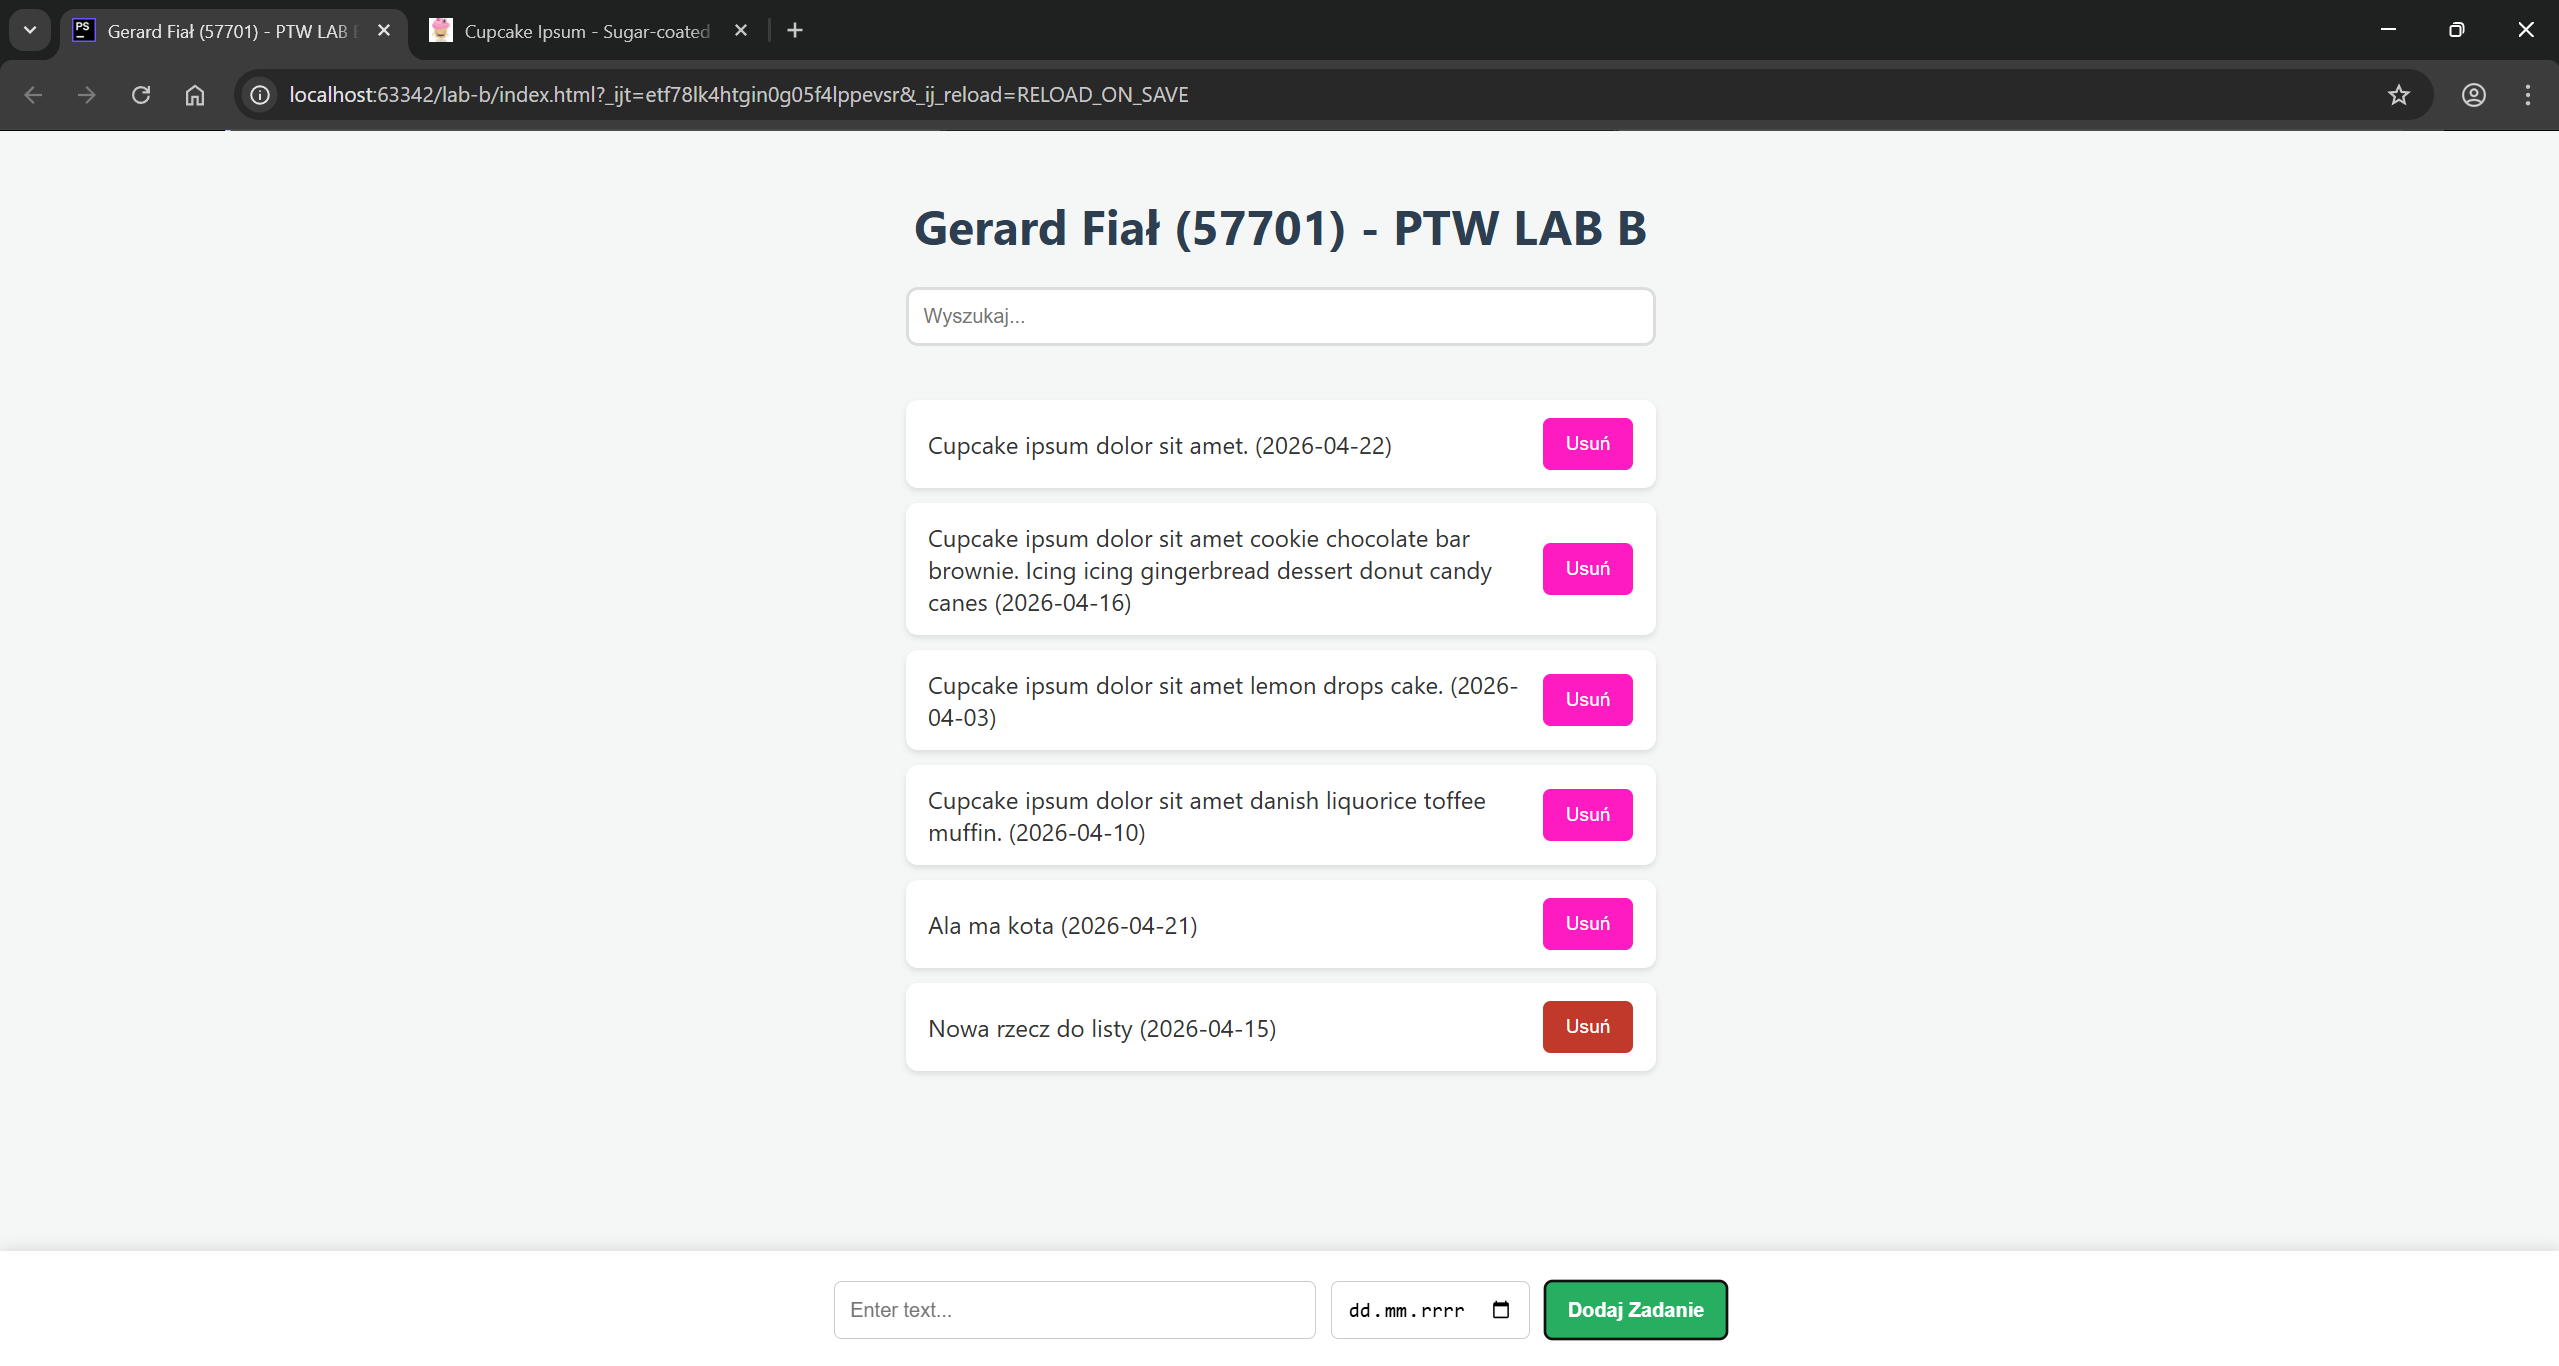 PS
Gerard Fiał (57701) - PTW LAB
Cupcake Ipsum - Sugar-coated
localhost:63342/lab-b/index.html?_ijt=etf78lk4htgin0g05f4lppevsr&_ij_reload=RELOAD_ON_SAVE
Gerard Fiał (57701) - PTW LAB B
Wyszukaj...
Cupcake ipsum dolor sit amet. (2026-04-22)
Usuń
Cupcake ipsum dolor sit amet cookie chocolate bar
brownie. Icing icing gingerbread dessert donut candy
canes (2026-04-16)
Usuń
Cupcake ipsum dolor sit amet lemon drops cake. (2026-
04-03)
Usuń
Cupcake ipsum dolor sit amet danish liquorice toffee
muffin. (2026-04-10)
Usuń
Ala ma kota (2026-04-21)
Usuń
Nowa rzecz do listy (2026-04-15)
Usuń
Enter text...
dd.mm.rrrr
Dodaj Zadanie